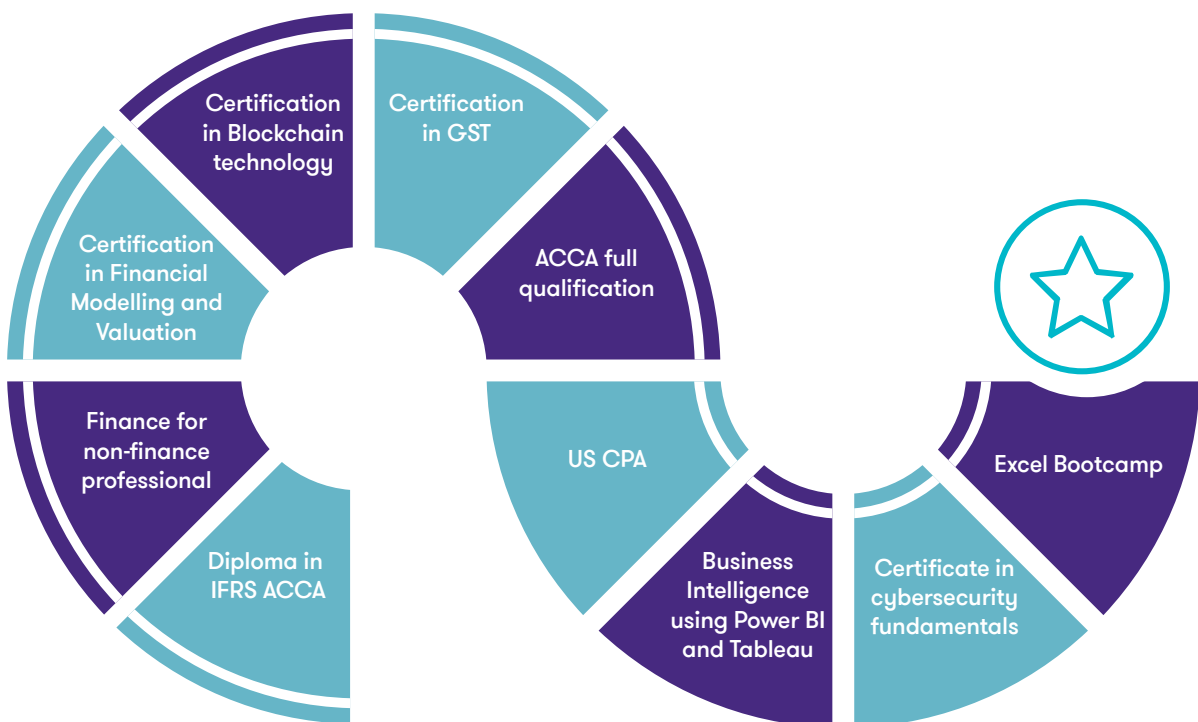 Certification
in Blockchain
technology
Certification
in GST
Certification
in Financial
Modelling and
Valuation
ACCA full
qualification
Finance for
non-finance
professional
Diploma in
IFRS ACCA
US CPA
Business
Intelligence
using Power BI
and Tableau
Certificate in
cybersecurity
fundamentals
Excel Bootcamp